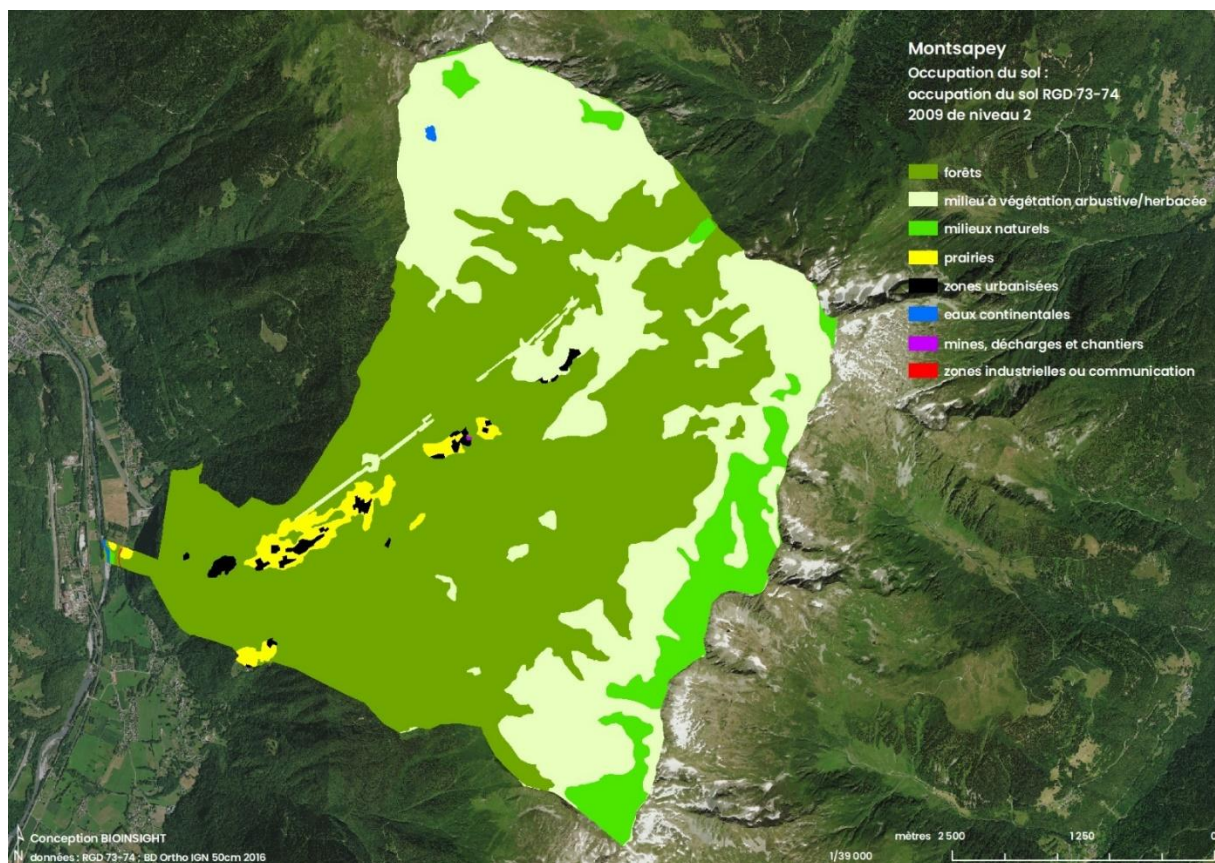 Montsapey
Occupation du sol :
occupation du sol RGD 73-74
2009 de niveau 2
forêts
milieu à végétation arbustive/herbacée
milieux naturels
prairies
zones urbanisées
eaux continentales
mines, décharges et chantiers
zones industrielles ou communication
Conception BIOINSIGHT
N données : RGD 73-74 ; BD Ortho IGN 50cm 2016
mètres 2 500 1 250 0
1/39 000